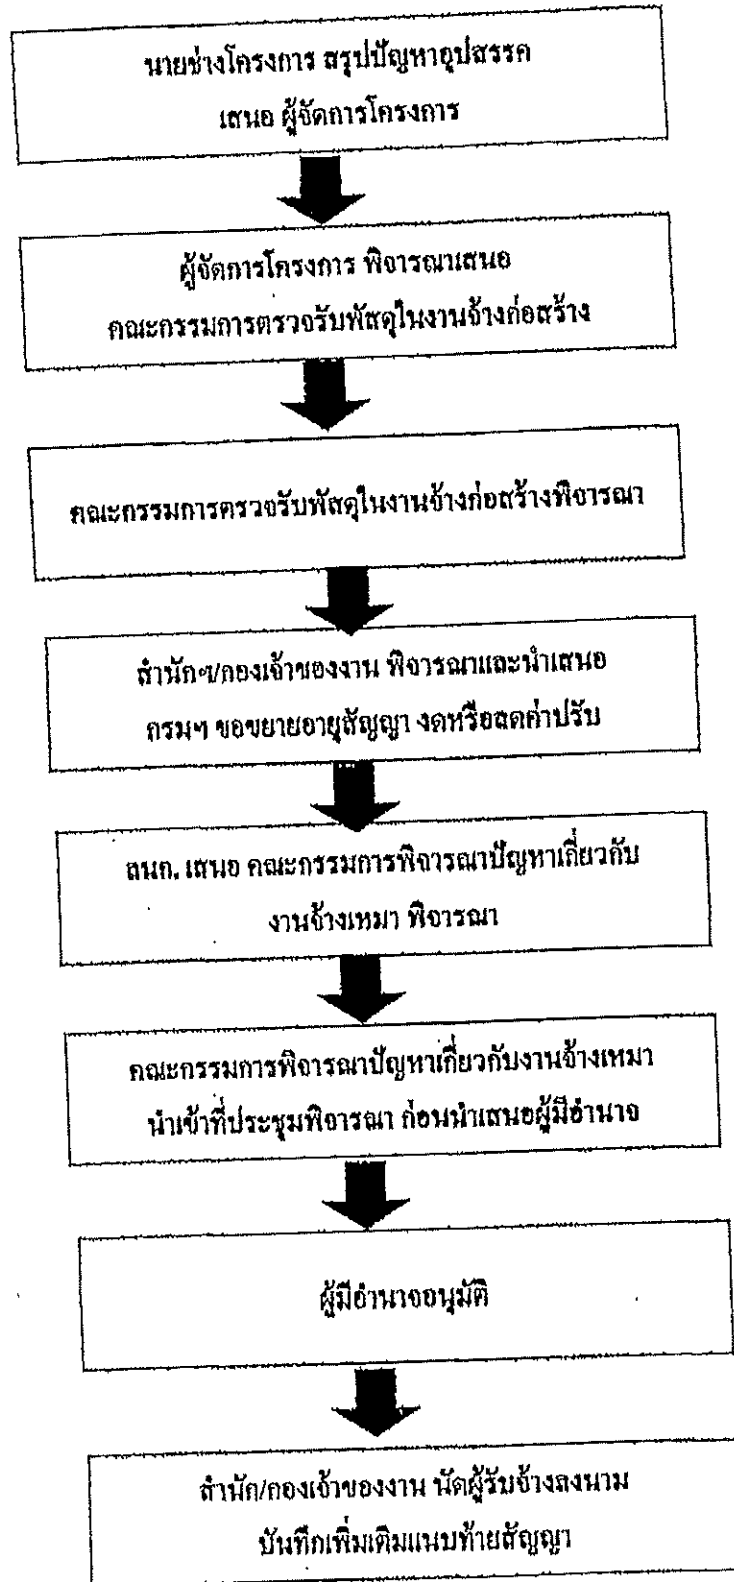 นายช่างโครงการ สรุปปัญหาอุปสรรค
เสนอ ผู้จัดการโครงการ
ผู้จัดการโครงการ พิจารณาเสนอ
คณะกรรมการตรวจรับพัสดุในงานจ้างก่อสร้าง
คณะกรรมการตรวจรับพัสดุในงานจ้างก่อสร้างพิจารณา
สำนักฯ/กองเจ้าของงาน พิจารณาและนำเสนอ
กรมฯ ขอขยายอายุสัญญา งดหรือลดค่าปรับ
สนก. เสนอ คณะกรรมการพิจารณาปัญหาเกี่ยวกับ
งานจ้างเหมา พิจารณา
คณะกรรมการพิจารณาปัญหาเกี่ยวกับงานจ้างเหมา
นำเข้าที่ประชุมพิจารณา ก่อนนำเสนอผู้มีอำนาจ
ผู้มีอำนาจอนุมัติ
สำนัก/กองเจ้าของงาน นัดผู้รับจ้างลงนาม
บันทึกเพิ่มเติมแนบท้ายสัญญา